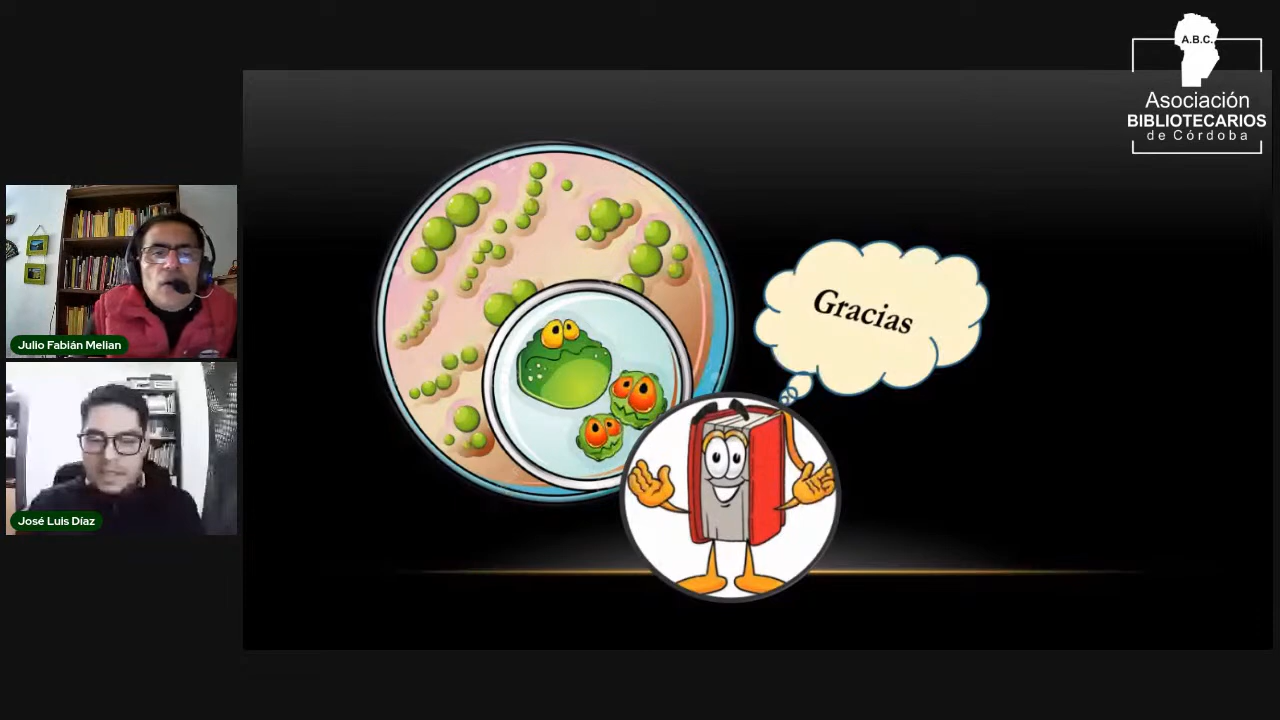 A.B.C.
Asociación
BIBLIOTECARIOS
de Córdoba
Gracias
Julio Fabián Melian
José Luis Díaz